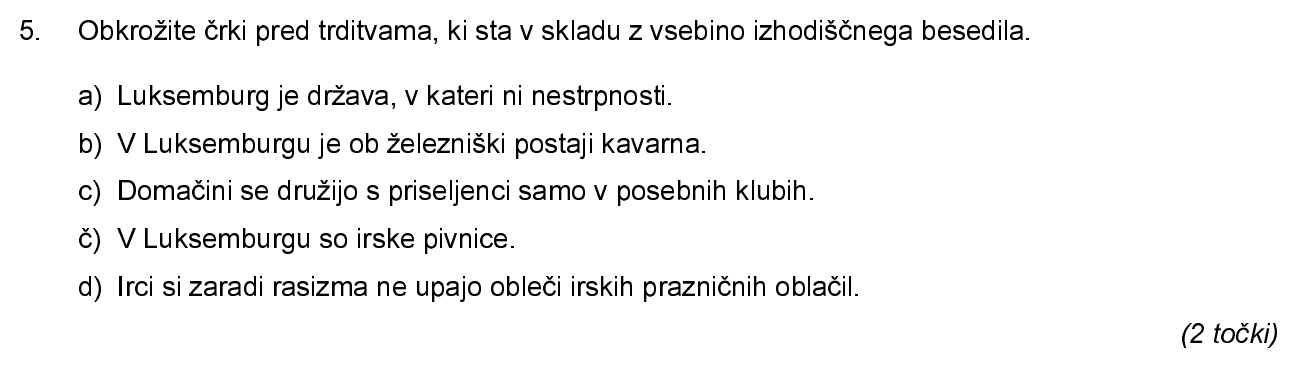 5. Obkrožite črki pred trditvama, ki sta v skladu z vsebino izhodiščnega besedila.
a) Luksemburg je država, v kateri ni nestrpnosti.
b) V Luksemburgu je ob železniški postaji kavarna.
c) Domačini se družijo s priseljenci samo v posebnih klubih.
č) V Luksemburgu so irske pivnice.
d) Irci si zaradi rasizma ne upajo obleči irskih prazničnih oblačil.
(2 točki)